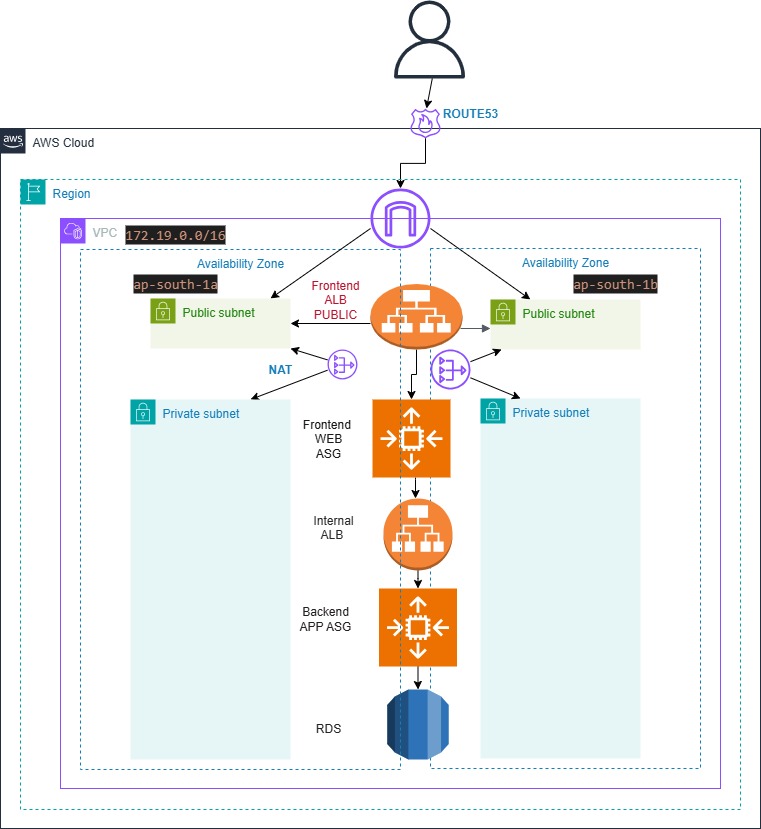 ROUTE53
aws
AWS Cloud
Region
VPC
172.19.0.0/16
Availability Zone
Availability Zone
ap-south-1a
ap-south-1b
Frontend
ALB
PUBLIC
Public subnet
Public subnet
NAT
Private subnet
Private subnet
Frontend
WEB
ASG
Internal
ALB
Backend
APP ASG
RDS